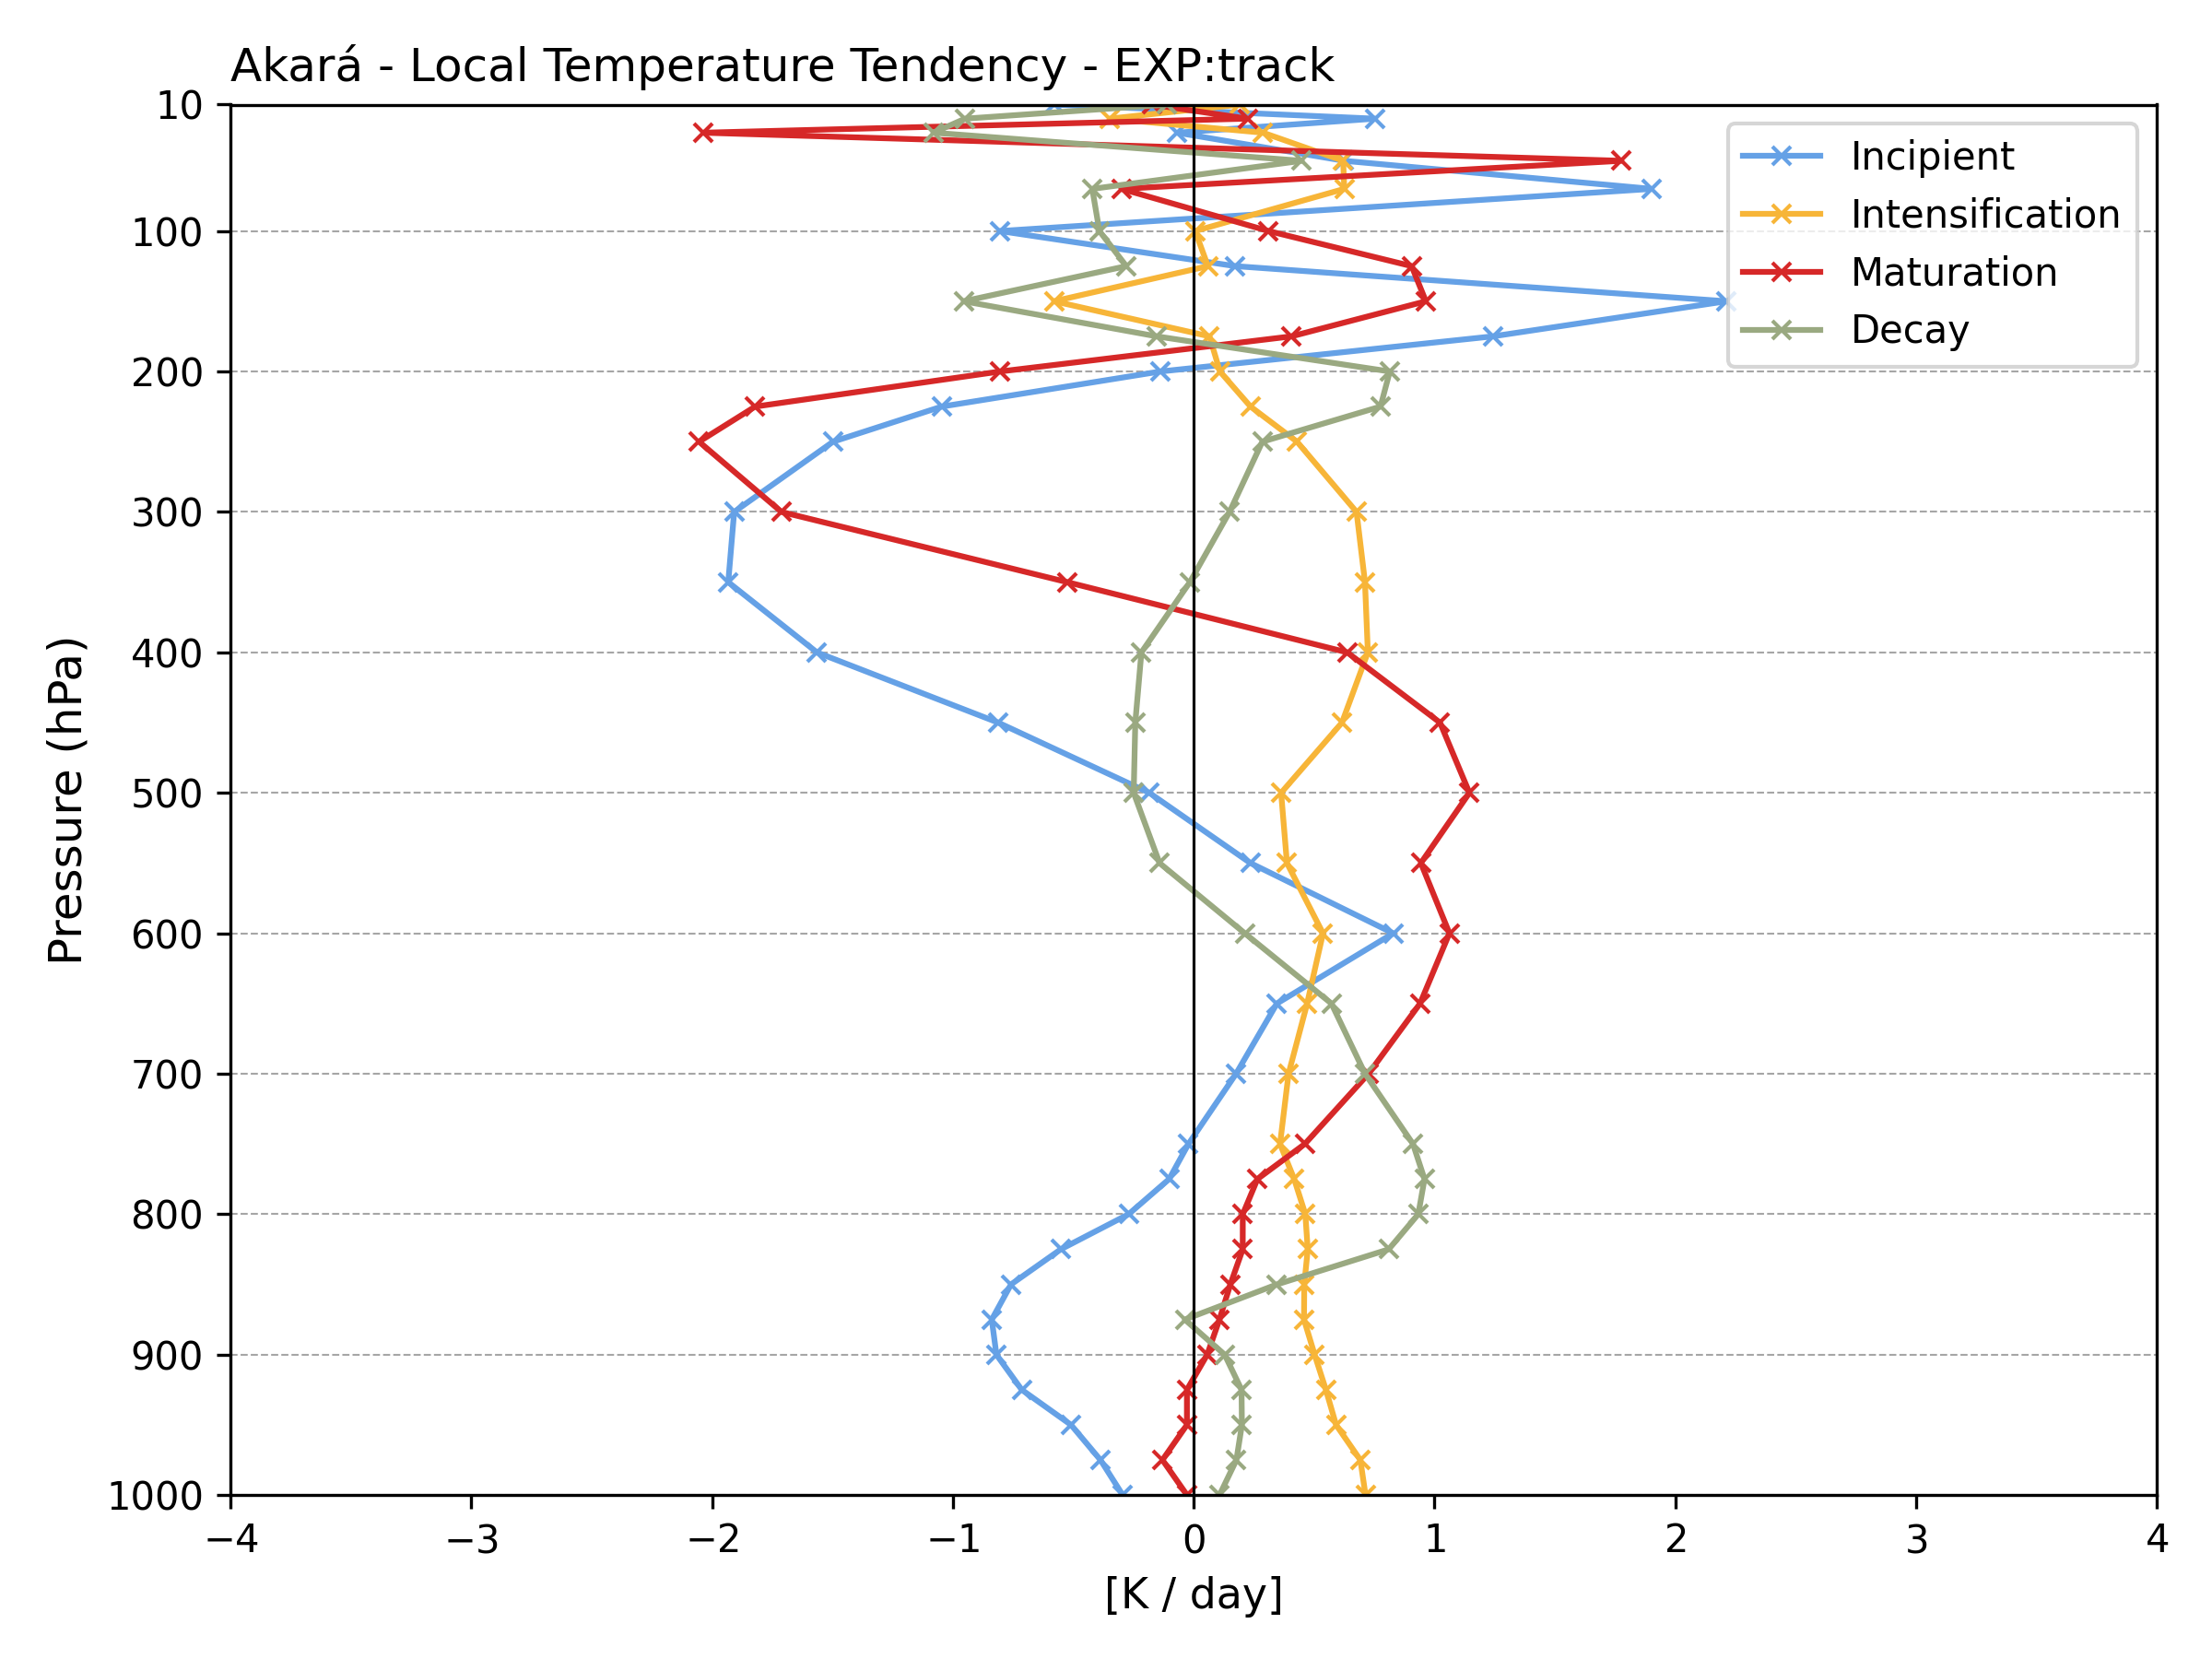 Akará - Local Temperature Tendency - EXP:track
Incipient
Intensification
Maturation
Decay
Pressure (hPa)
10
100
200
300
400
500
600
700
800
900
1000
−4 −3 −2 −1 0 1 2 3 4
[K / day]